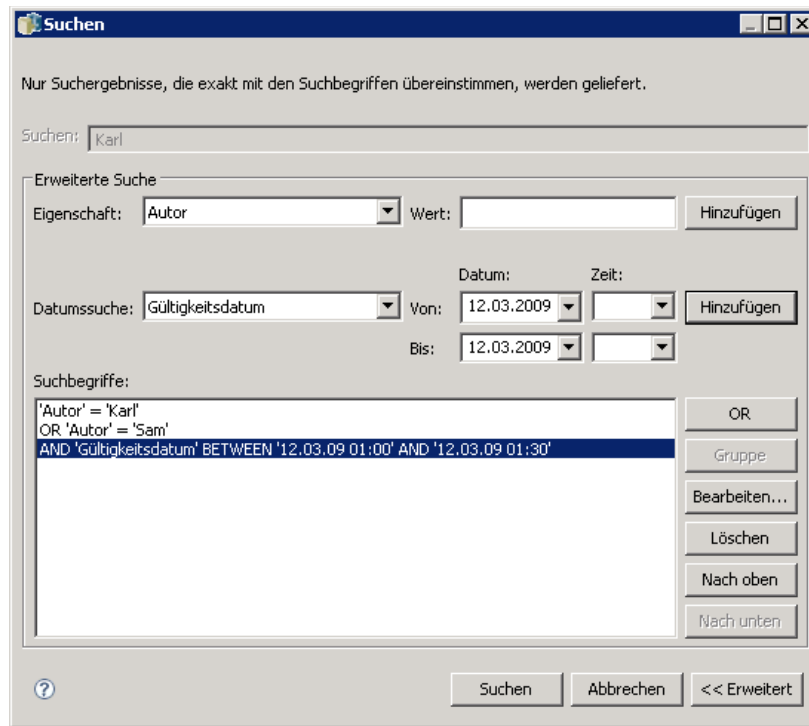 Suchen
Nur Suchergebnisse, die exakt mit den Suchbegriffen übereinstimmen, werden geliefert.
Suchen: Karl
Erweiterte Suche
Eigenschaft: Autor Wert: Hinzufügen
Datum: Zeit:
Datumssuche: Gültigkeitsdatum Von: 12.03.2009 Hinzufügen
Bis: 12.03.2009
Suchbegriffe:
'Autor' = 'Karl'
OR 'Autor' = 'Sam'
AND 'Gültigkeitsdatum' BETWEEN '12.03.09 01:00' AND '12.03.09 01:30'
OR
Gruppe
Bearbeiten...
Löschen
Nach oben
Nach unten
? Suchen Abbrechen << Erweitert